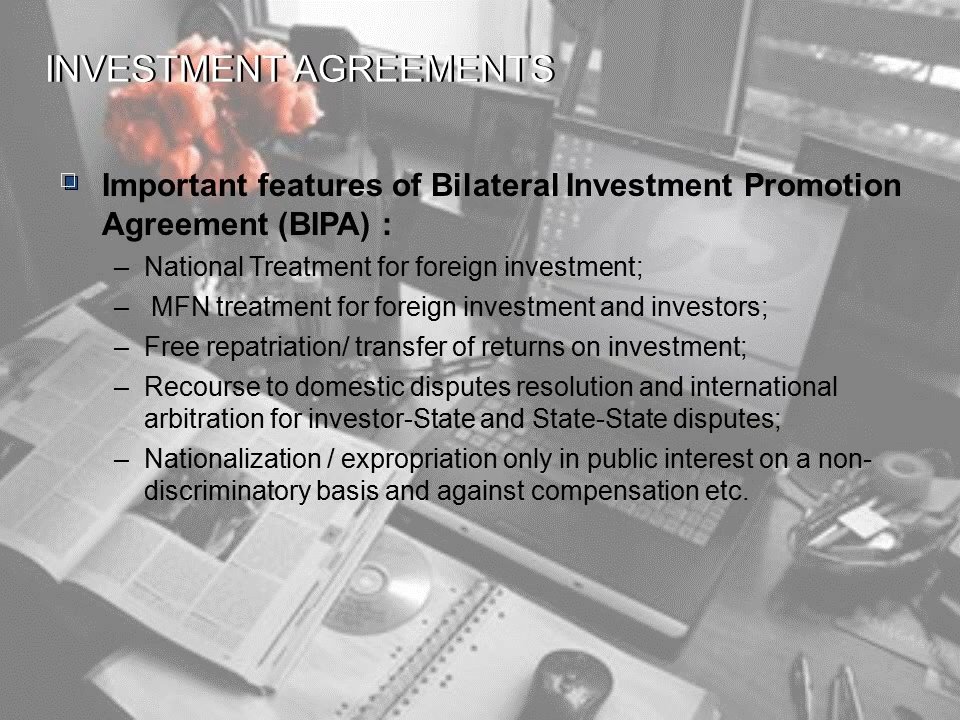 INVESTMENT AGREEMENTS
Important features of Bilateral Investment Promotion
Agreement (BIPA) :
– National Treatment for foreign investment;
– MFN treatment for foreign investment and investors;
– Free repatriation/ transfer of returns on investment;
– Recourse to domestic disputes resolution and international
arbitration for investor-State and State-State disputes;
– Nationalization / expropriation only in public interest on a non-
discriminatory basis and against compensation etc.